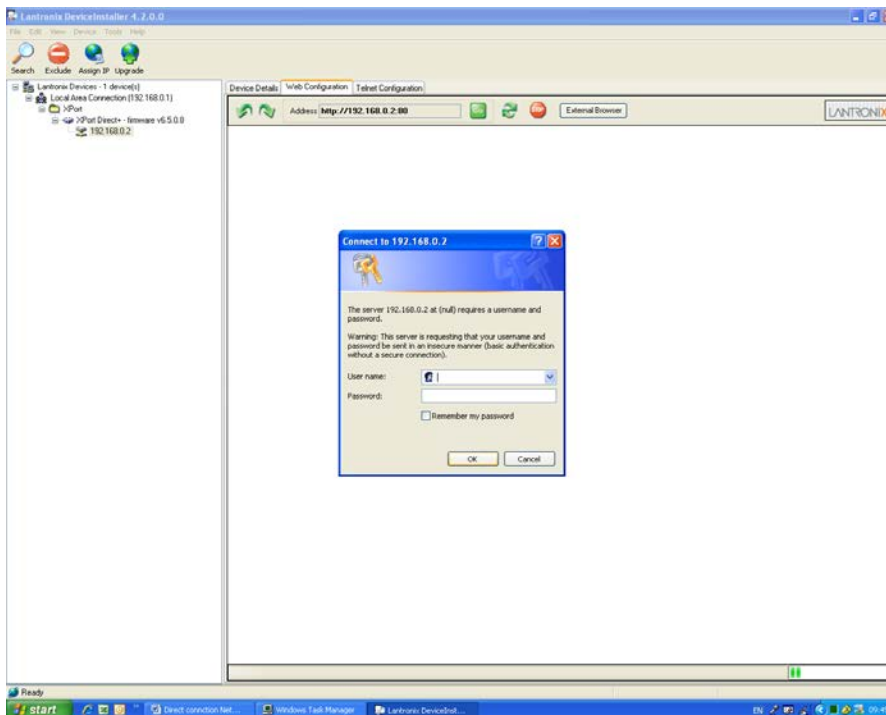 Lantronix DeviceInstaller 4.2.0.0
File Edit View Device Tools Help
Search Exclude Assign IP Upgrade
Lantronix Devices - 1 device(s)
Local Area Connection (192.168.0.1)
XPort
XPort Direct+ - firmware v6.5.0.8
192.168.0.2
Device Details Web Configuration Telnet Configuration
Address http://192.168.0.2:80
External Browser
LANTRONIX
Connect to 192.168.0.2
The server 192.168.0.2 at (null) requires a username and
password.
Warning: This server is requesting that your username and
password be sent in an insecure manner (basic authentication
without a secure connection).
User name:
Password:
Remember my password
OK Cancel
Ready
start Direct connction Net... Windows Task Manager Lantronix DeviceInst... EN